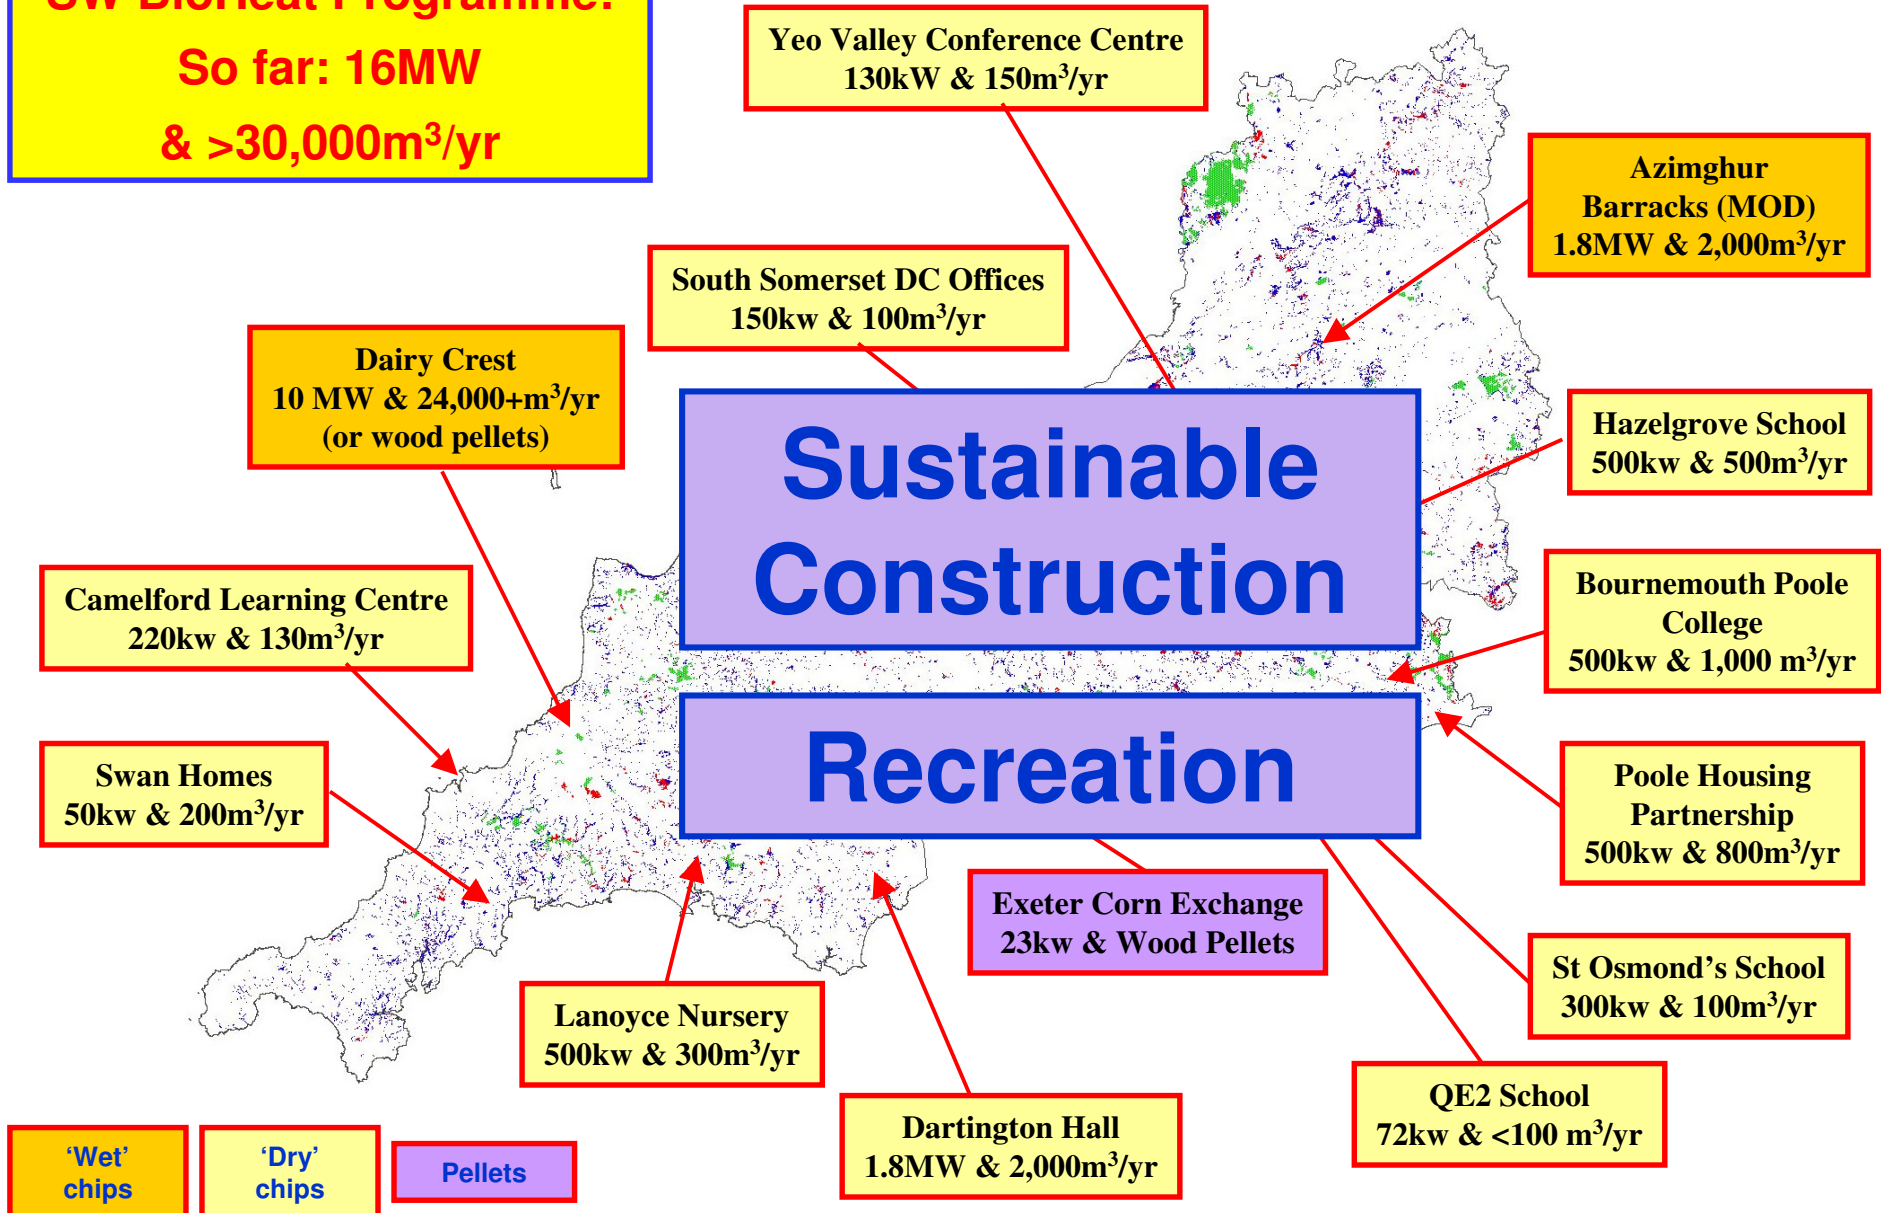 SW BioHeat Programme:
So far: 16MW
& >30,000m³/yr
Yeo Valley Conference Centre
130kW & 150m³/yr
Azimghur
Barracks (MOD)
1.8MW & 2,000m³/yr
South Somerset DC Offices
150kw & 100m³/yr
Dairy Crest
10 MW & 24,000+m³/yr
(or wood pellets)
Sustainable
Construction
Hazelgrove School
500kw & 500m³/yr
Camelford Learning Centre
220kw & 130m³/yr
Bournemouth Poole
College
500kw & 1,000 m³/yr
Recreation
Swan Homes
50kw & 200m³/yr
Poole Housing
Partnership
500kw & 800m³/yr
Exeter Corn Exchange
23kw & Wood Pellets
St Osmond’s School
300kw & 100m³/yr
Lanoyce Nursery
500kw & 300m³/yr
QE2 School
72kw & <100 m³/yr
Dartington Hall
1.8MW & 2,000m³/yr
‘Wet’
chips
‘Dry’
chips
Pellets